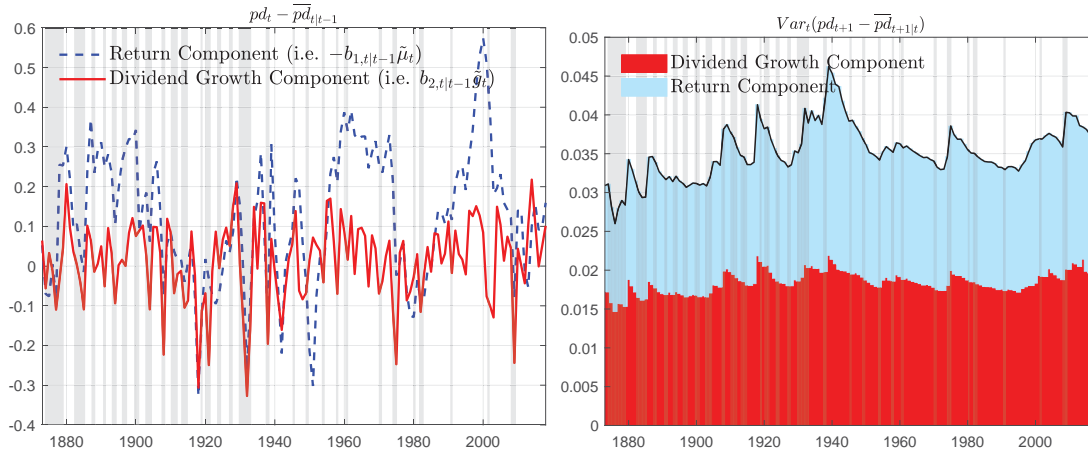 pd_t − \overline{pd}_{t|t−1}
0.6
0.5
0.4
0.3
0.2
0.1
0
-0.1
-0.2
-0.3
-0.4
Return Component (i.e. −b_{1,t|t−1}μ̃_t)
Dividend Growth Component (i.e. b_{2,t|t−1}g̃_t)
1880 1900 1920 1940 1960 1980 2000
Var_t(pd_{t+1} − \overline{pd}_{t+1|t})
0.05
0.045
0.04
0.035
0.03
0.025
0.02
0.015
0.01
0.005
0
Dividend Growth Component
Return Component
1880 1900 1920 1940 1960 1980 2000